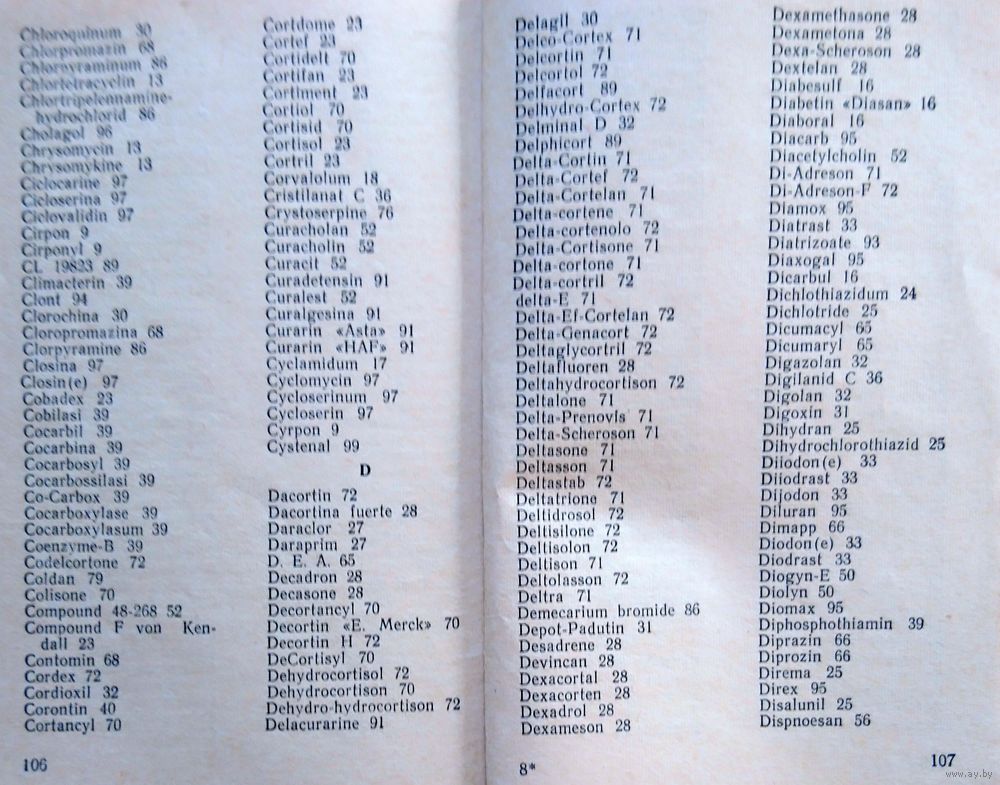 Chloroquinum 30
Chlorpromazin 68
Chloropyraminum 86
Chlortetracyclin 13
Chlortripelennamine-
hydrochlorid 86
Cholagol 96
Chrysomycin 13
Chrysomykine 13
Ciclocarine 97
Cicloserina 97
Ciclovalidin 97
Cirpon 9
Cirponyl 9
CL 19823 89
Climacterin 39
Clont 94
Clorochina 30
Cloropromazina 68
Clorpyramine 86
Closina 97
Closin(e) 97
Cobadex 23
Cobilasi 39
Cocarbil 39
Cocarbina 39
Cocarbosyl 39
Cocarbossilasi 39
Co-Carbox 39
Cocarboxylase 39
Cocarboxylasum 39
Coenzyme-B 39
Codelcortone 72
Coldan 79
Colisone 70
Compound 48-268 52
Compound F von Ken-
dall 23
Contomin 68
Cordex 72
Cordioxil 32
Corontin 40
Cortancyl 70
106
Cortdome 23
Cortef 23
Cortidelt 70
Cortifan 23
Cortiment 23
Cortiol 70
Cortisid 70
Cortisol 23
Cortril 23
Corvalolum 18
Cristilanat C 36
Crystoserpine 76
Curacholan 52
Curacholin 52
Curacit 52
Curadetensin 91
Curalest 52
Curalgesina 91
Curarin «Asta» 91
Curarin «HAF» 91
Cyclamidum 17
Cyclomycin 97
Cycloserinum 97
Cycloserin 97
Cyrpon 9
Cystenal 99
D
Dacortin 72
Dacortina fuerte 28
Daraclor 27
Daraprim 27
D. E. A. 65
Decadron 28
Decasone 28
Decortancyl 70
Decortin «E. Merck» 70
Decortin H 72
DeCortisyl 70
Dehydrocortisol 72
Dehydrocortison 70
Dehydro-hydrocortison 72
Delacurarine 91
Delagil 30
Delco-Cortex 71
Delcortin 71
Delcortol 72
Delfacort 89
Delhydro-Cortex 72
Delminal D 32
Delphicort 89
Delta-Cortin 71
Delta-Cortef 72
Delta-Cortelan 71
Delta-cortene 71
Delta-cortenolo 72
Delta-Cortisone 71
Delta-cortone 71
Delta-cortril 72
delta-E 71
Delta-Ef-Cortelan 72
Delta-Genacort 72
Deltaglycortril 72
Deltafluoren 28
Deltahydrocortison 72
Deltalone 71
Delta-Prenovis 71
Delta-Scheroson 71
Deltasone 71
Deltasson 71
Deltastab 72
Deltatrione 71
Deltidrosol 72
Deltisilone 72
Deltisolon 72
Deltison 71
Deltolasson 72
Deltra 71
Demecarium bromide 86
Depot-Padutin 31
Desadrene 28
Devincan 28
Dexacortal 28
Dexacorten 28
Dexadrol 28
Dexameson 28
8*
Dexamethasone 28
Dexametona 28
Dexa-Scheroson 28
Dextelan 28
Diabesulf 16
Diabetin «Diasan» 16
Diaboral 16
Diacarb 95
Diacetylcholin 52
Di-Adreson 71
Di-Adreson-F 72
Diamox 95
Diatrast 33
Diatrizoate 93
Diaxogal 95
Dicarbul 16
Dichlothiazidum 24
Dichlotride 25
Dicumacyl 65
Dicumaryl 65
Digazolan 32
Digilanid C 36
Digolan 32
Digoxin 31
Dihydran 25
Dihydrochlorothiazid 25
Diiodon(e) 33
Diiodrast 33
Dijodon 33
Diluran 95
Dimapp 66
Diodon(e) 33
Diodrast 33
Diogyn-E 50
Diolyn 50
Diomax 95
Diphosphothiamin 39
Diprazin 66
Diprozin 66
Direma 25
Direx 95
Disalunil 25
Dispnoesan 56
107
www.ay.by